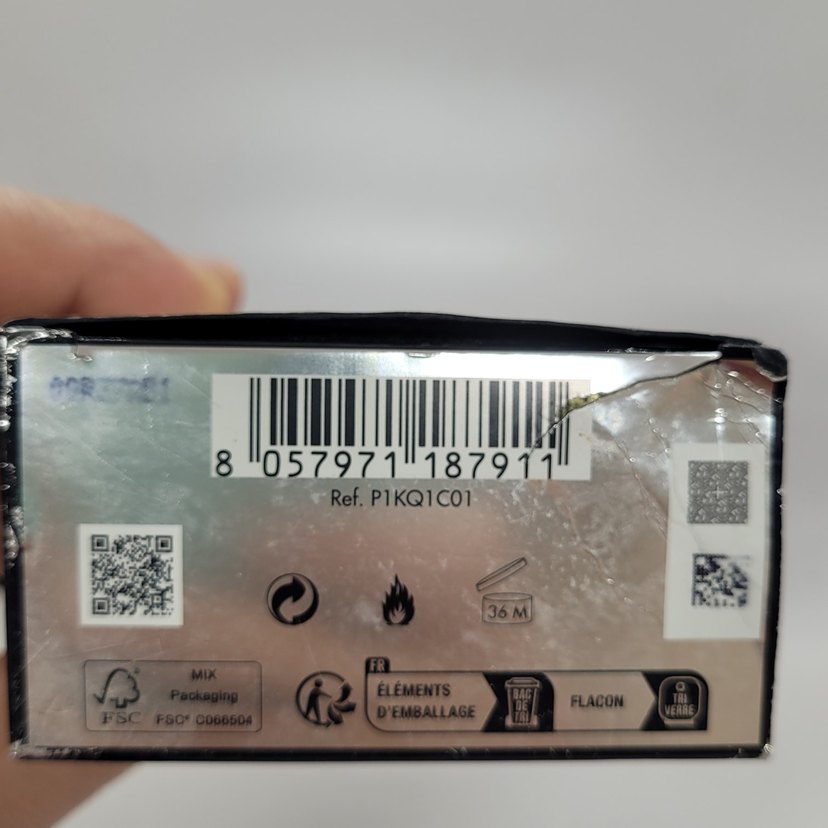 8 057971 187911
Ref. P1KQ1C01
36 M
MIX
Packaging
FSC® C066504
FSC
FR
ÉLÉMENTS
D'EMBALLAGE
BAC
DE
TRI
FLACON
TRI
VERRE